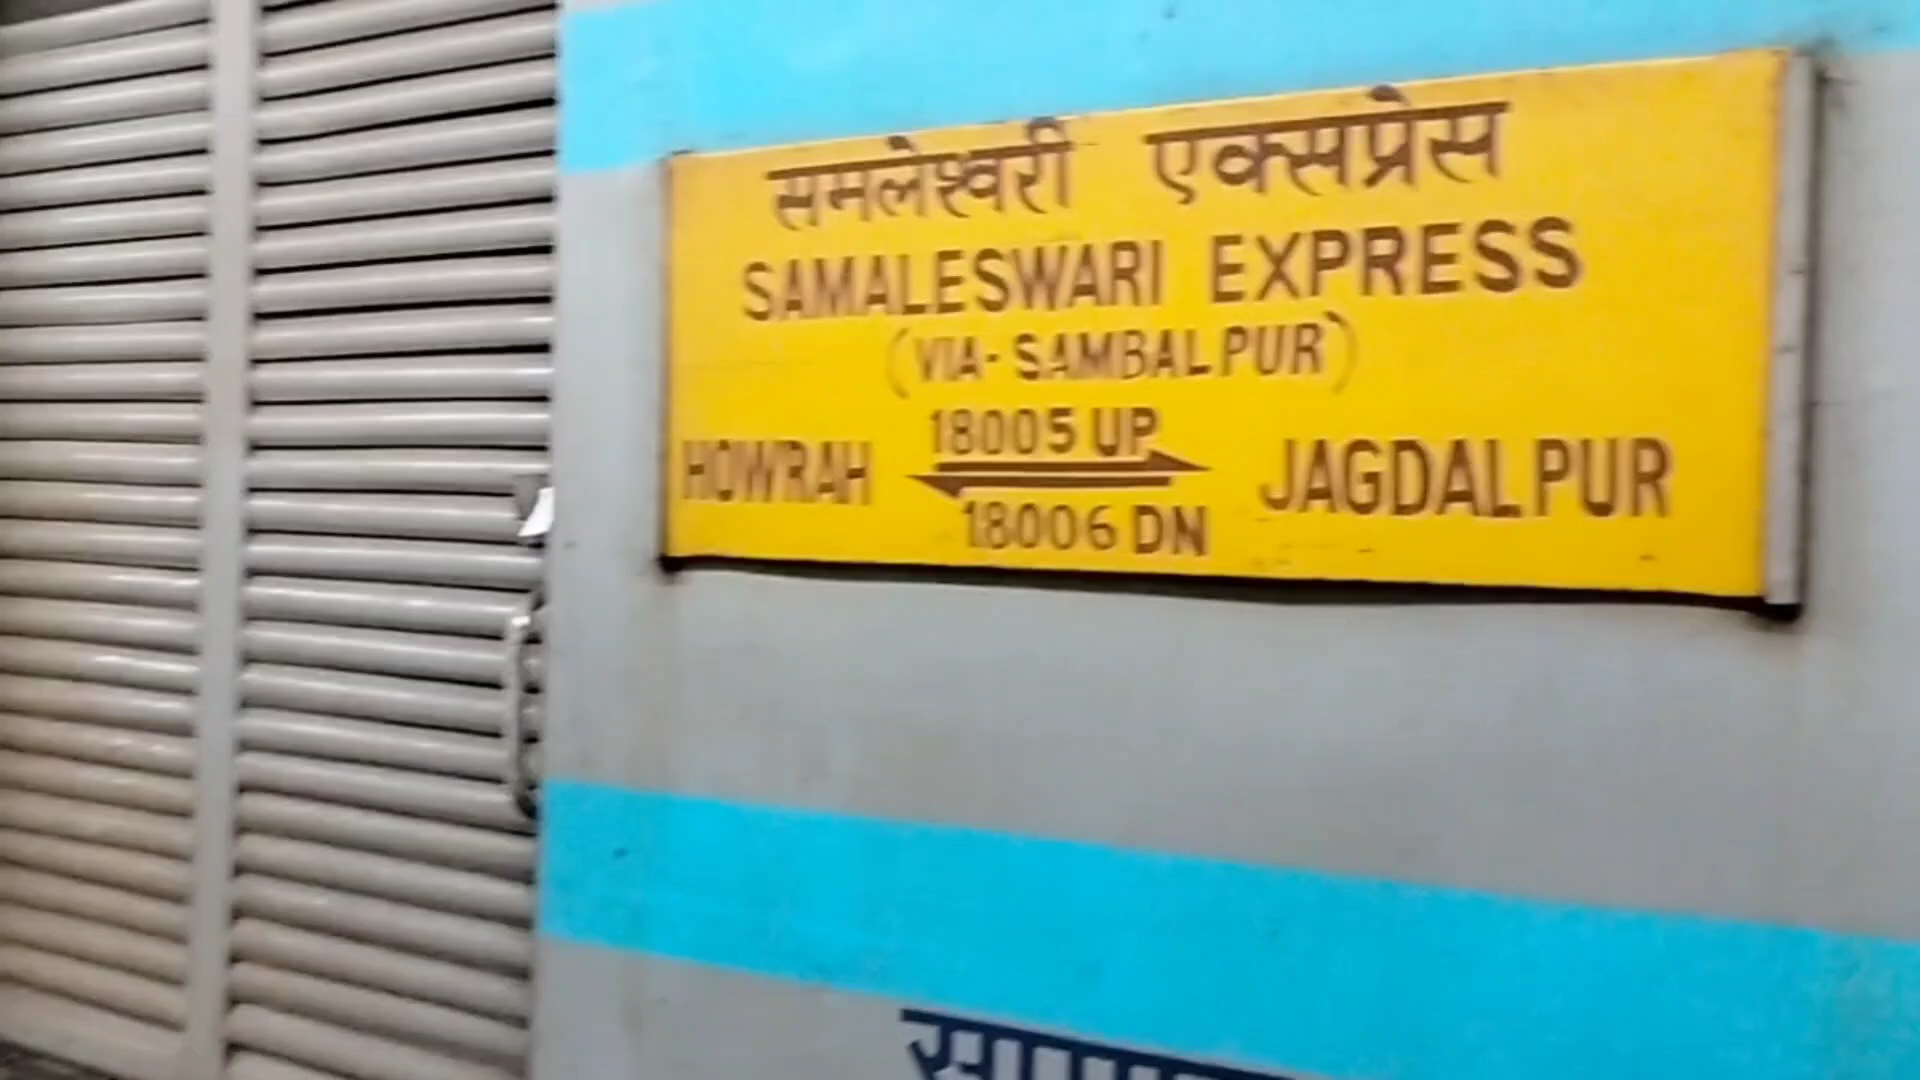 समलेश्वरी एक्सप्रेस
SAMALESWARI EXPRESS
(VIA- SAMBALPUR)
18005 UP
HOWRAH JAGDALPUR
18006 DN